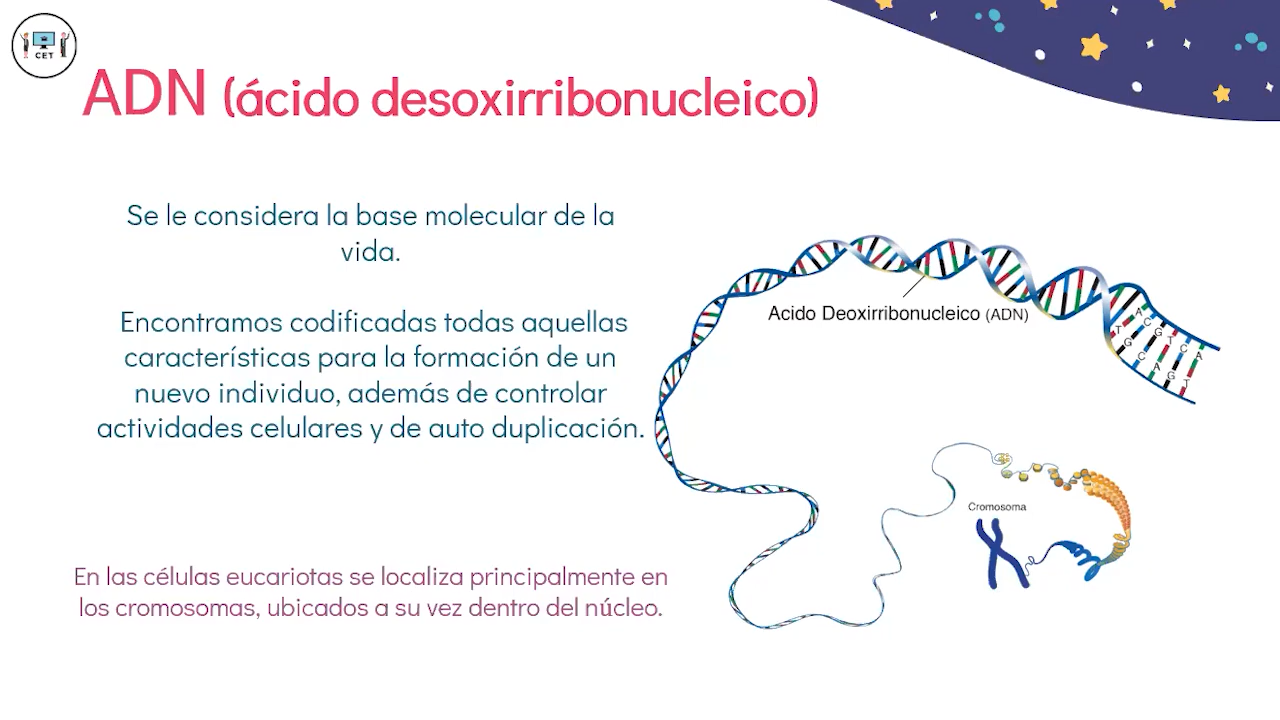 CET
ADN (ácido desoxirribonucleico)
Se le considera la base molecular de la
vida.
Encontramos codificadas todas aquellas
características para la formación de un
nuevo individuo, además de controlar
actividades celulares y de auto duplicación.
En las células eucariotas se localiza principalmente en
los cromosomas, ubicados a su vez dentro del núcleo.
Acido Deoxirribonucleico (ADN)
A C G T C A
T G C A G T
Cromosoma